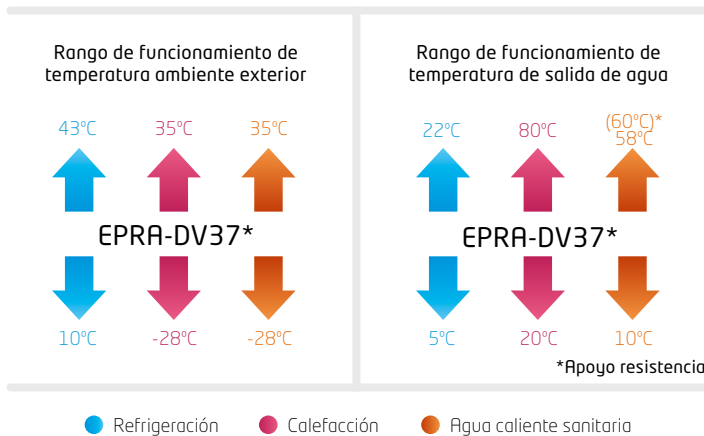 Rango de funcionamiento de
temperatura ambiente exterior
43ºC 35ºC 35ºC
EPRA-DV37*
10ºC -28ºC -28ºC
Rango de funcionamiento de
temperatura de salida de agua
22ºC 80ºC (60ºC)*
58ºC
EPRA-DV37*
5ºC 20ºC 10ºC
*Apoyo resistencia
Refrigeración Calefacción Agua caliente sanitaria